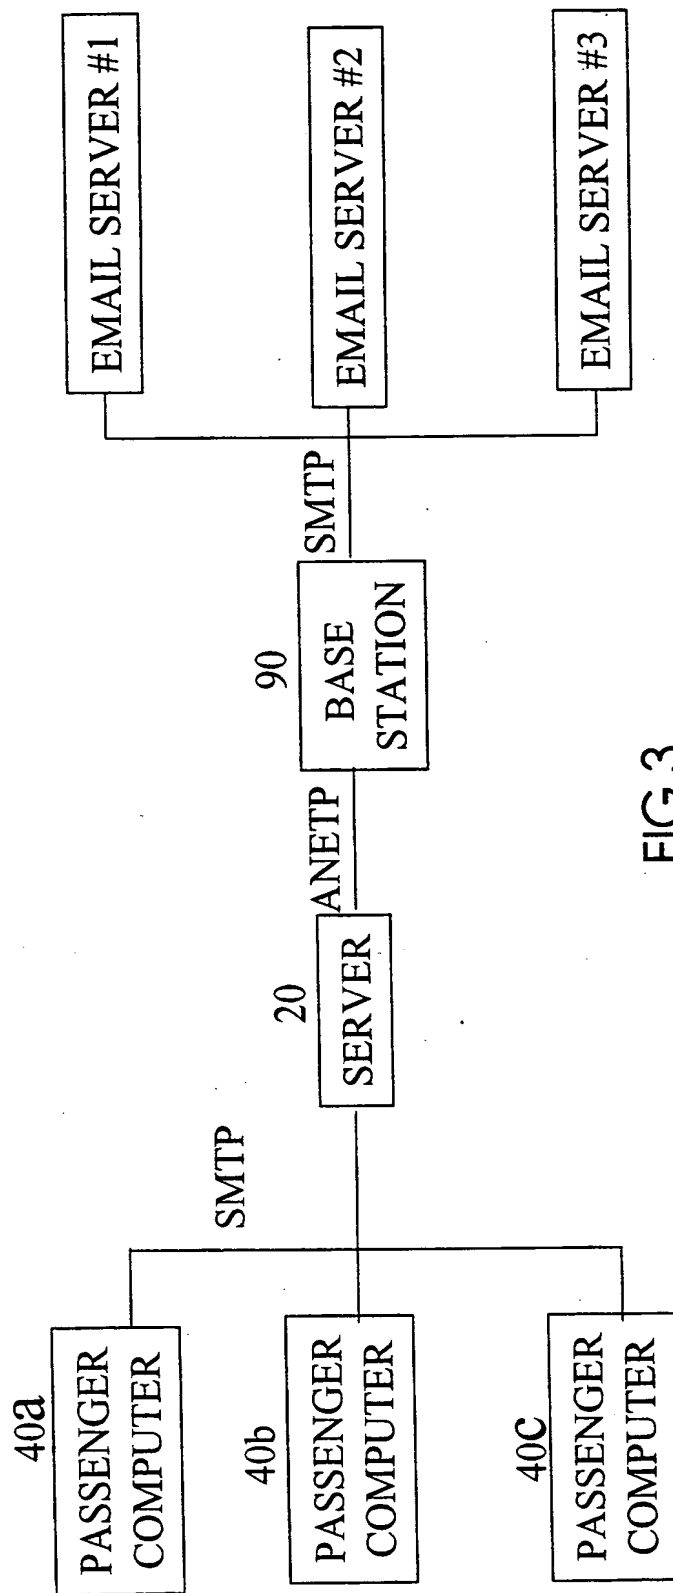 40a
PASSENGER
COMPUTER
40b
PASSENGER
COMPUTER
40c
PASSENGER
COMPUTER
SMTP
20
SERVER
ANETP
90
BASE
STATION
SMTP
EMAIL SERVER #1
EMAIL SERVER #2
EMAIL SERVER #3
FIG.3